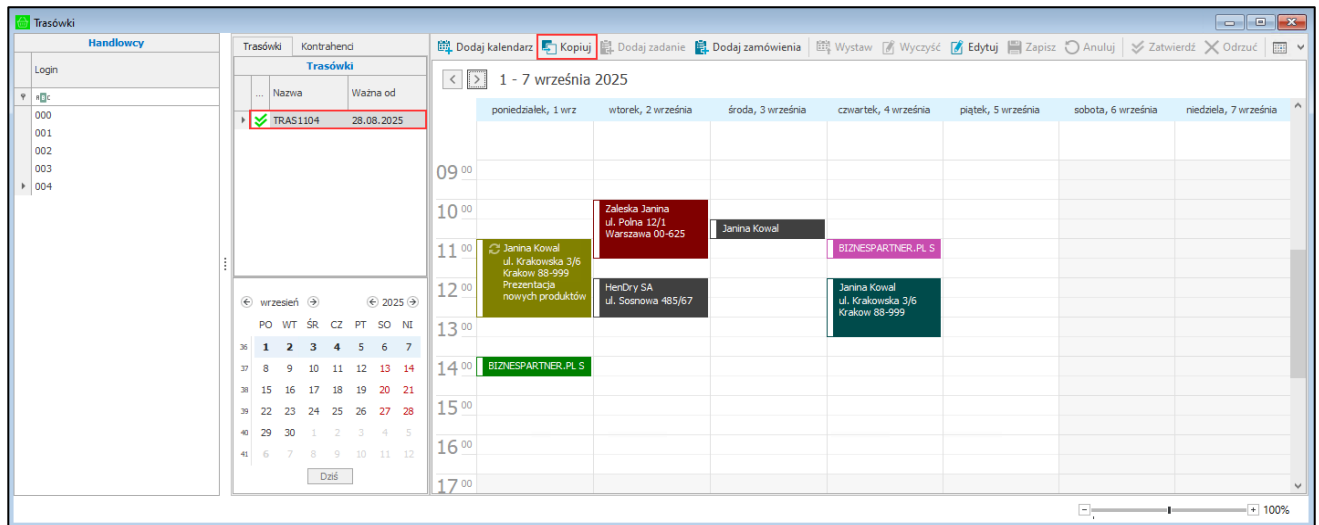 Trasówki
Handlowcy
Login
000
001
002
003
004
Trasówki Kontrahenci
Trasówki
... Nazwa Ważna od
TRAS1104 28.08.2025
wrzesień 2025
PO WT ŚR CZ PT SO NI
36 1 2 3 4 5 6 7
37 8 9 10 11 12 13 14
38 15 16 17 18 19 20 21
39 22 23 24 25 26 27 28
40 29 30 1 2 3 4 5
41 6 7 8 9 10 11 12
Dziś
Dodaj kalendarz Kopiuj Dodaj zadanie Dodaj zamówienia Wystaw Wyczyść Edytuj Zapisz Anuluj Zatwierdź Odrzuć
1 - 7 września 2025
poniedziałek, 1 wrz wtorek, 2 września środa, 3 września czwartek, 4 września piątek, 5 września sobota, 6 września niedziela, 7 września
09 00
10 00
11 00
12 00
13 00
14 00
15 00
16 00
17 00
Janina Kowal
ul. Krakowska 3/6
Krakow 88-999
Prezentacja
nowych produktów
BIZNESPARTNER.PL S
Zaleska Janina
ul. Polna 12/1
Warszawa 00-625
HenDry SA
ul. Sosnowa 485/67
Janina Kowal
BIZNESPARTNER.PL S
Janina Kowal
ul. Krakowska 3/6
Krakow 88-999
100%